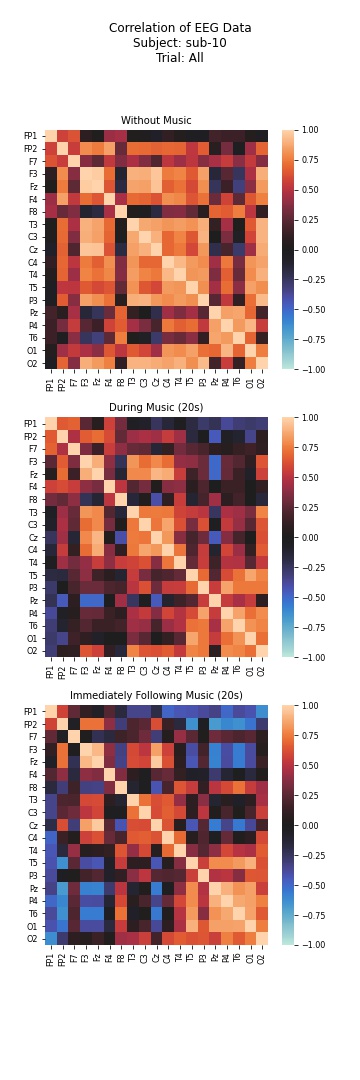 Correlation of EEG Data
Subject: sub-10
Trial: All
Without Music
FP1
FP2
F7
F3
Fz
F4
F8
T3
C3
Cz
C4
T4
T5
P3
Pz
P4
T6
O1
O2
FP1 FP2 F7 F3 Fz F4 F8 T3 C3 Cz C4 T4 T5 P3 Pz P4 T6 O1 O2
1.00
0.75
0.50
0.25
0.00
−0.25
−0.50
−0.75
−1.00
During Music (20s)
FP1
FP2
F7
F3
Fz
F4
F8
T3
C3
Cz
C4
T4
T5
P3
Pz
P4
T6
O1
O2
FP1 FP2 F7 F3 Fz F4 F8 T3 C3 Cz C4 T4 T5 P3 Pz P4 T6 O1 O2
1.00
0.75
0.50
0.25
0.00
−0.25
−0.50
−0.75
−1.00
Immediately Following Music (20s)
FP1
FP2
F7
F3
Fz
F4
F8
T3
C3
Cz
C4
T4
T5
P3
Pz
P4
T6
O1
O2
FP1 FP2 F7 F3 Fz F4 F8 T3 C3 Cz C4 T4 T5 P3 Pz P4 T6 O1 O2
1.00
0.75
0.50
0.25
0.00
−0.25
−0.50
−0.75
−1.00